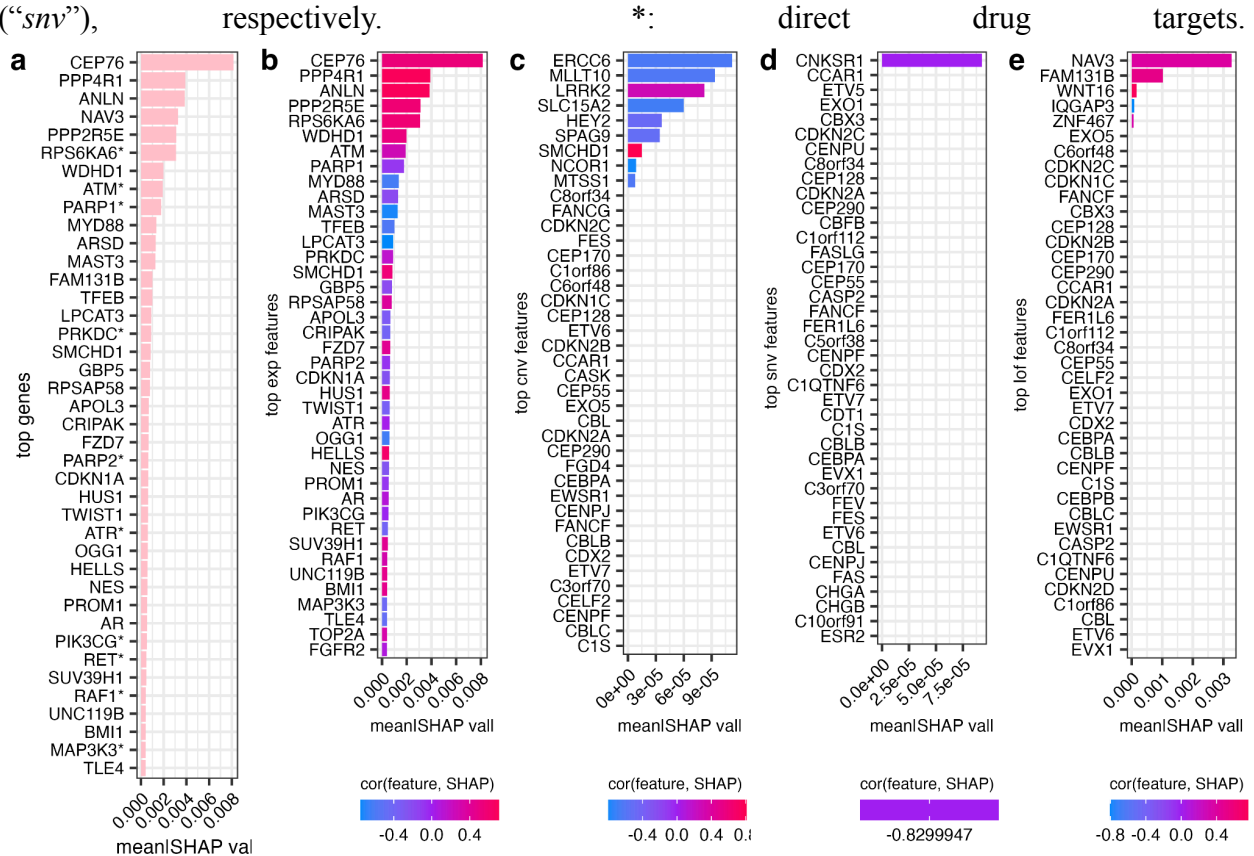 (“snv”), respectively. *: direct drug targets.
a
top genes
CEP76
PPP4R1
ANLN
NAV3
PPP2R5E
RPS6KA6*
WDHD1
ATM*
PARP1*
MYD88
ARSD
MAST3
FAM131B
TFEB
LPCAT3
PRKDC*
SMCHD1
GBP5
RPSAP58
APOL3
CRIPAK
FZD7
PARP2*
CDKN1A
HUS1
TWIST1
ATR*
OGG1
HELLS
NES
PROM1
AR
PIK3CG*
RET*
SUV39H1
RAF1*
UNC119B
BMI1
MAP3K3*
TLE4
0.000 0.002 0.004 0.006 0.008
mean|SHAP val
b
top exp features
CEP76
PPP4R1
ANLN
PPP2R5E
RPS6KA6
WDHD1
ATM
PARP1
MYD88
ARSD
MAST3
TFEB
LPCAT3
PRKDC
SMCHD1
GBP5
RPSAP58
APOL3
CRIPAK
FZD7
PARP2
CDKN1A
HUS1
TWIST1
ATR
OGG1
HELLS
NES
PROM1
AR
PIK3CG
RET
SUV39H1
RAF1
UNC119B
BMI1
MAP3K3
TLE4
TOP2A
FGFR2
0.000 0.002 0.004 0.006 0.008
mean|SHAP val|
cor(feature, SHAP)
-0.4 0.0 0.4
c
top cnv features
ERCC6
MLLT10
LRRK2
SLC15A2
HEY2
SPAG9
SMCHD1
NCOR1
MTSS1
C8orf34
FANCG
CDKN2C
FES
CEP170
C1orf86
C6orf48
CDKN1C
CEP128
ETV6
CDKN2B
CCAR1
CASK
CEP55
EXO5
CBL
CDKN2A
CEP290
FGD4
CEBPA
EWSR1
CENPJ
FANCF
CBLB
CDX2
ETV7
C3orf70
CELF2
CENPF
CBLC
C1S
0e+00 3e-05 6e-05 9e-05
mean|SHAP val|
cor(feature, SHAP)
-0.4 0.0 0.4
d
top snv features
CNKSR1
CCAR1
ETV5
EXO1
CBX3
CDKN2C
CENPU
C8orf34
CEP128
CDKN2A
CEP290
CBFB
C1orf112
FASLG
CEP170
CEP55
CASP2
FANCF
FER1L6
C5orf38
CENPF
CDX2
C1QTNF6
ETV7
CDT1
C1S
CBLB
CEBPA
EVX1
C3orf70
FEV
FES
ETV6
CBL
CENPJ
FAS
CHGA
CHGB
C10orf91
ESR2
0.0e+00 2.5e-05 5.0e-05 7.5e-05
mean|SHAP val|
cor(feature, SHAP)
-0.8299947
e
top lof features
NAV3
FAM131B
WNT16
IQGAP3
ZNF467
EXO5
C6orf48
CDKN2C
CDKN1C
FANCF
CBX3
CEP128
CDKN2B
CEP170
CEP290
CCAR1
CDKN2A
FER1L6
C1orf112
C8orf34
CEP55
CELF2
EXO1
ETV7
CDX2
CEBPA
CBLB
CENPF
C1S
CEBPB
CBLC
EWSR1
CASP2
C1QTNF6
CENPU
CDKN2D
C1orf86
CBL
ETV6
EVX1
0.000 0.001 0.002 0.003
mean|SHAP val|
cor(feature, SHAP)
-0.8 -0.4 0.0 0.4